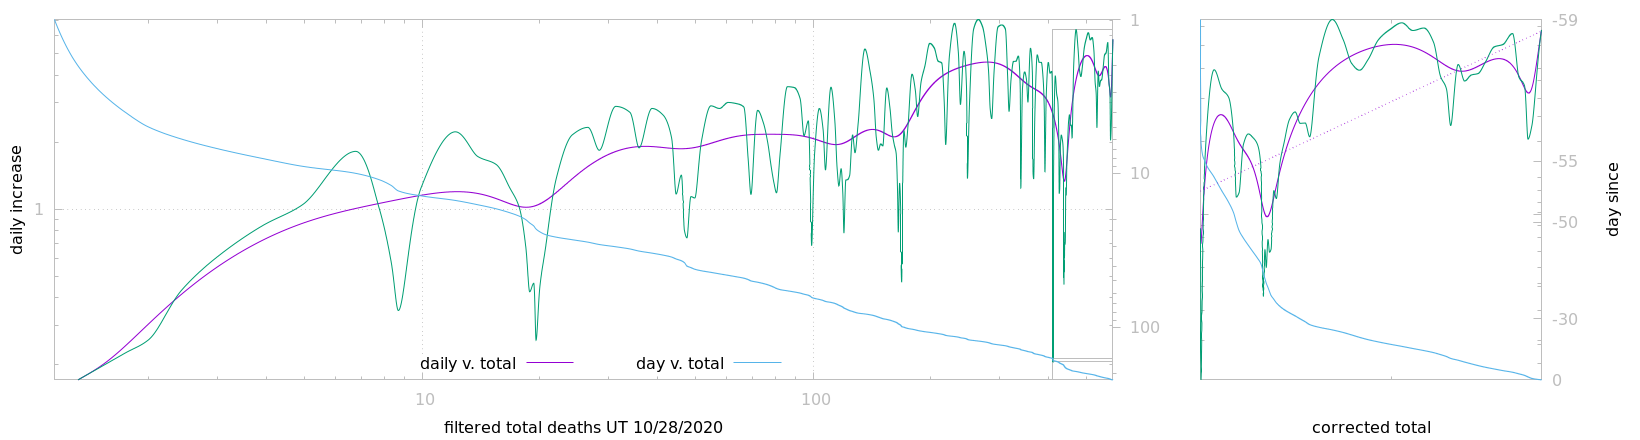 daily increase
1
daily v. total
day v. total
10
100
filtered total deaths UT 10/28/2020
1
10
100
corrected total
-59
-55
-50
-30
0
day since